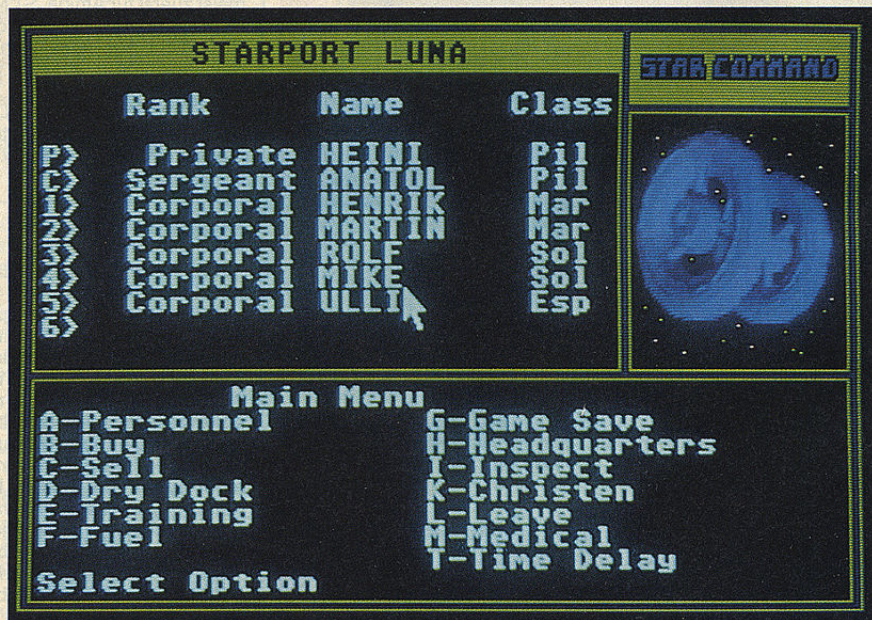 STARPORT LUNA
STAR COMMAND
Rank Name Class
P> Private HEINI Pil
C> Sergeant ANATOL Pil
1> Corporal HENRIK Mar
2> Corporal MARTIN Mar
3> Corporal ROLF Sol
4> Corporal MIKE Sol
5> Corporal ULLI Esp
6>
Main Menu
A-Personnel
B-Buy
C-Sell
D-Dry Dock
E-Training
F-Fuel
G-Game Save
H-Headquarters
I-Inspect
K-Christen
L-Leave
M-Medical
T-Time Delay
Select Option